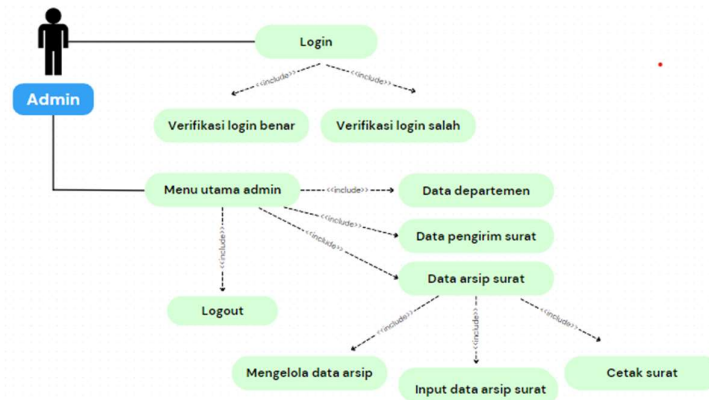 Login
<<include>>
<<include>>
Admin
Verifikasi login benar
Verifikasi login salah
Menu utama admin
<<include>>
Data departemen
<<include>>
Data pengirim surat
<<include>>
<<include>>
Data arsip surat
Logout
<<include>>
<<include>>
<<include>>
Mengelola data arsip
Input data arsip surat
Cetak surat